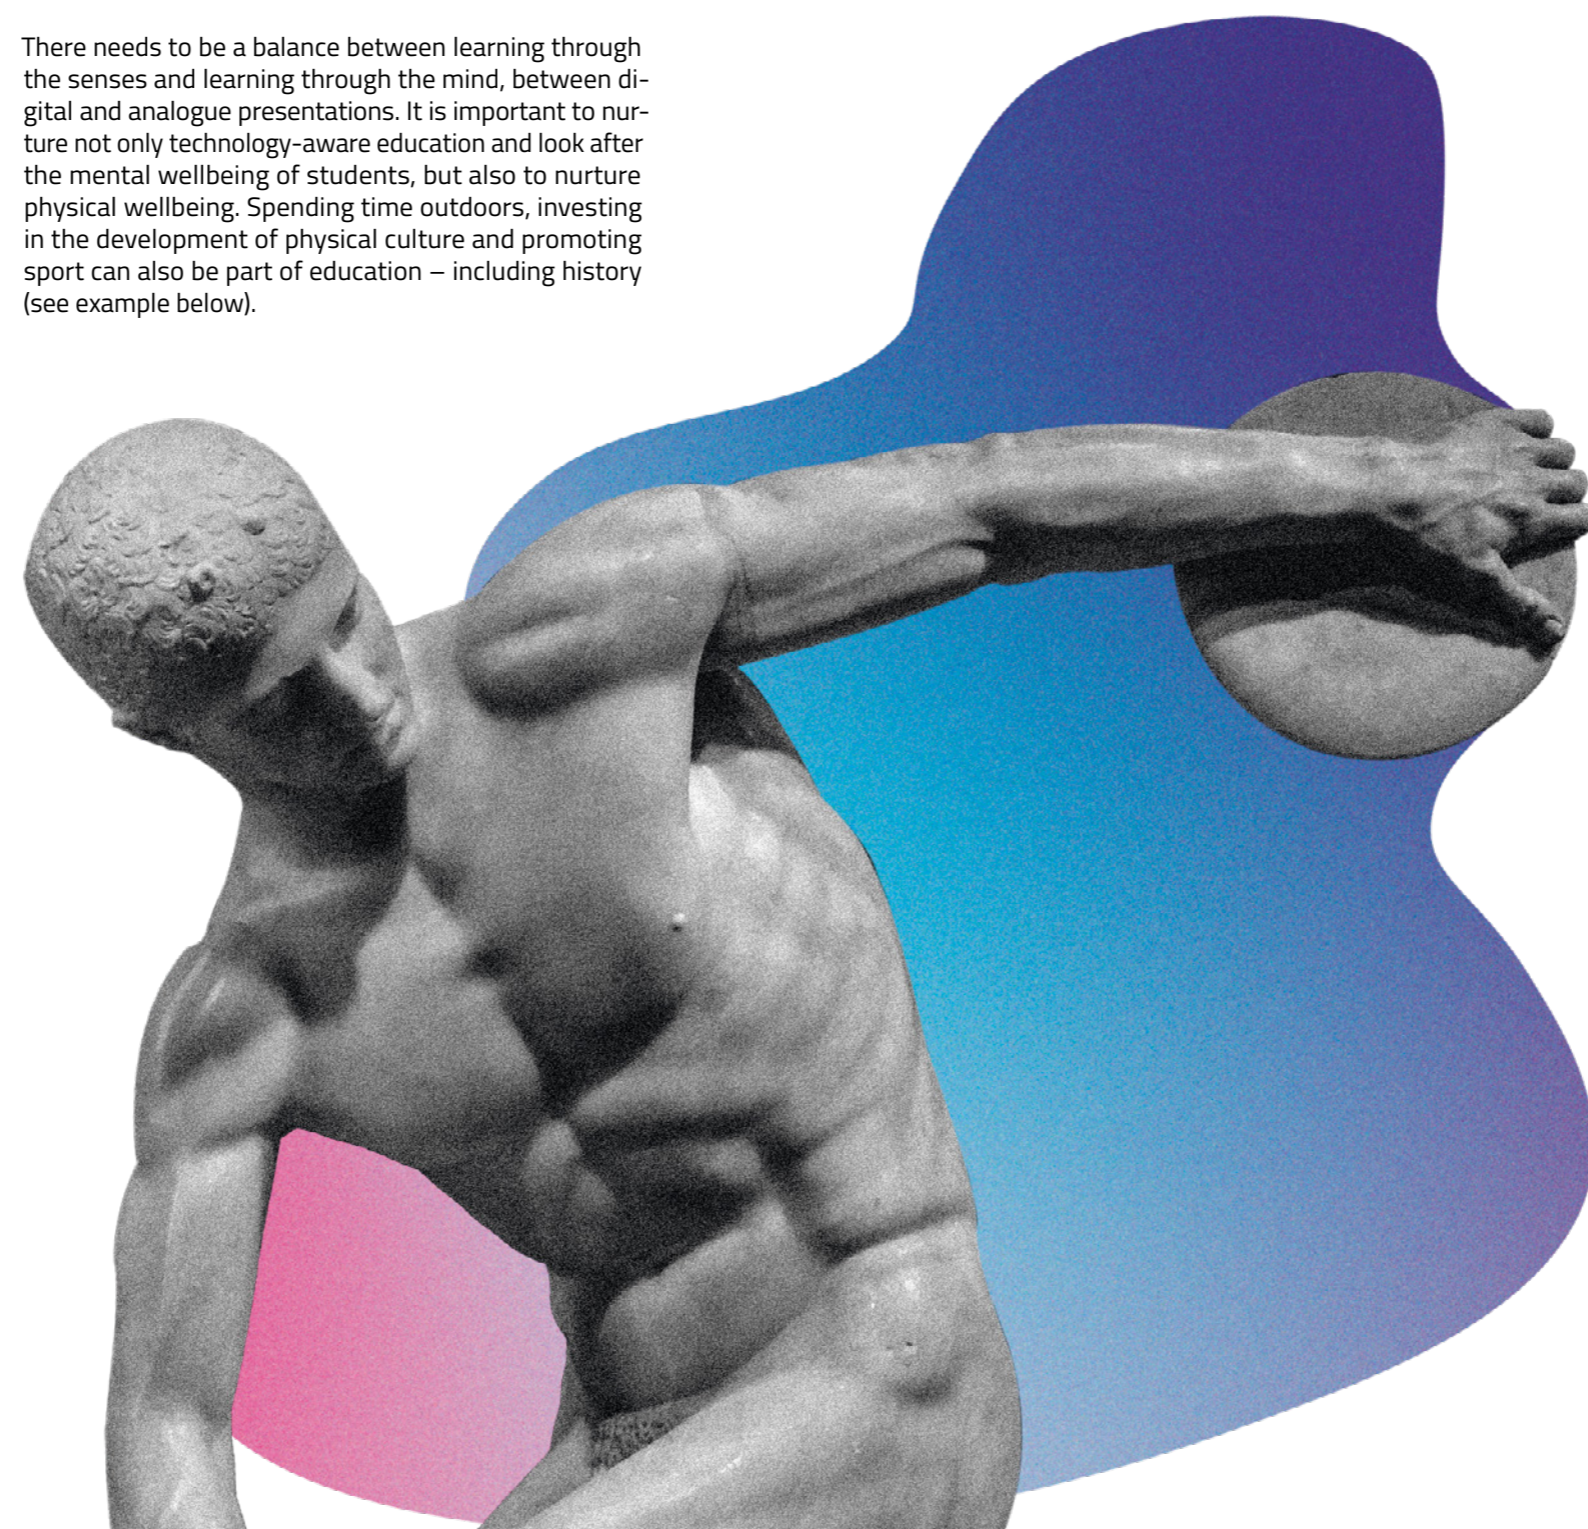 There needs to be a balance between learning through
the senses and learning through the mind, between di-
gital and analogue presentations. It is important to nur-
ture not only technology-aware education and look after
the mental wellbeing of students, but also to nurture
physical wellbeing. Spending time outdoors, investing
in the development of physical culture and promoting
sport can also be part of education – including history
(see example below).